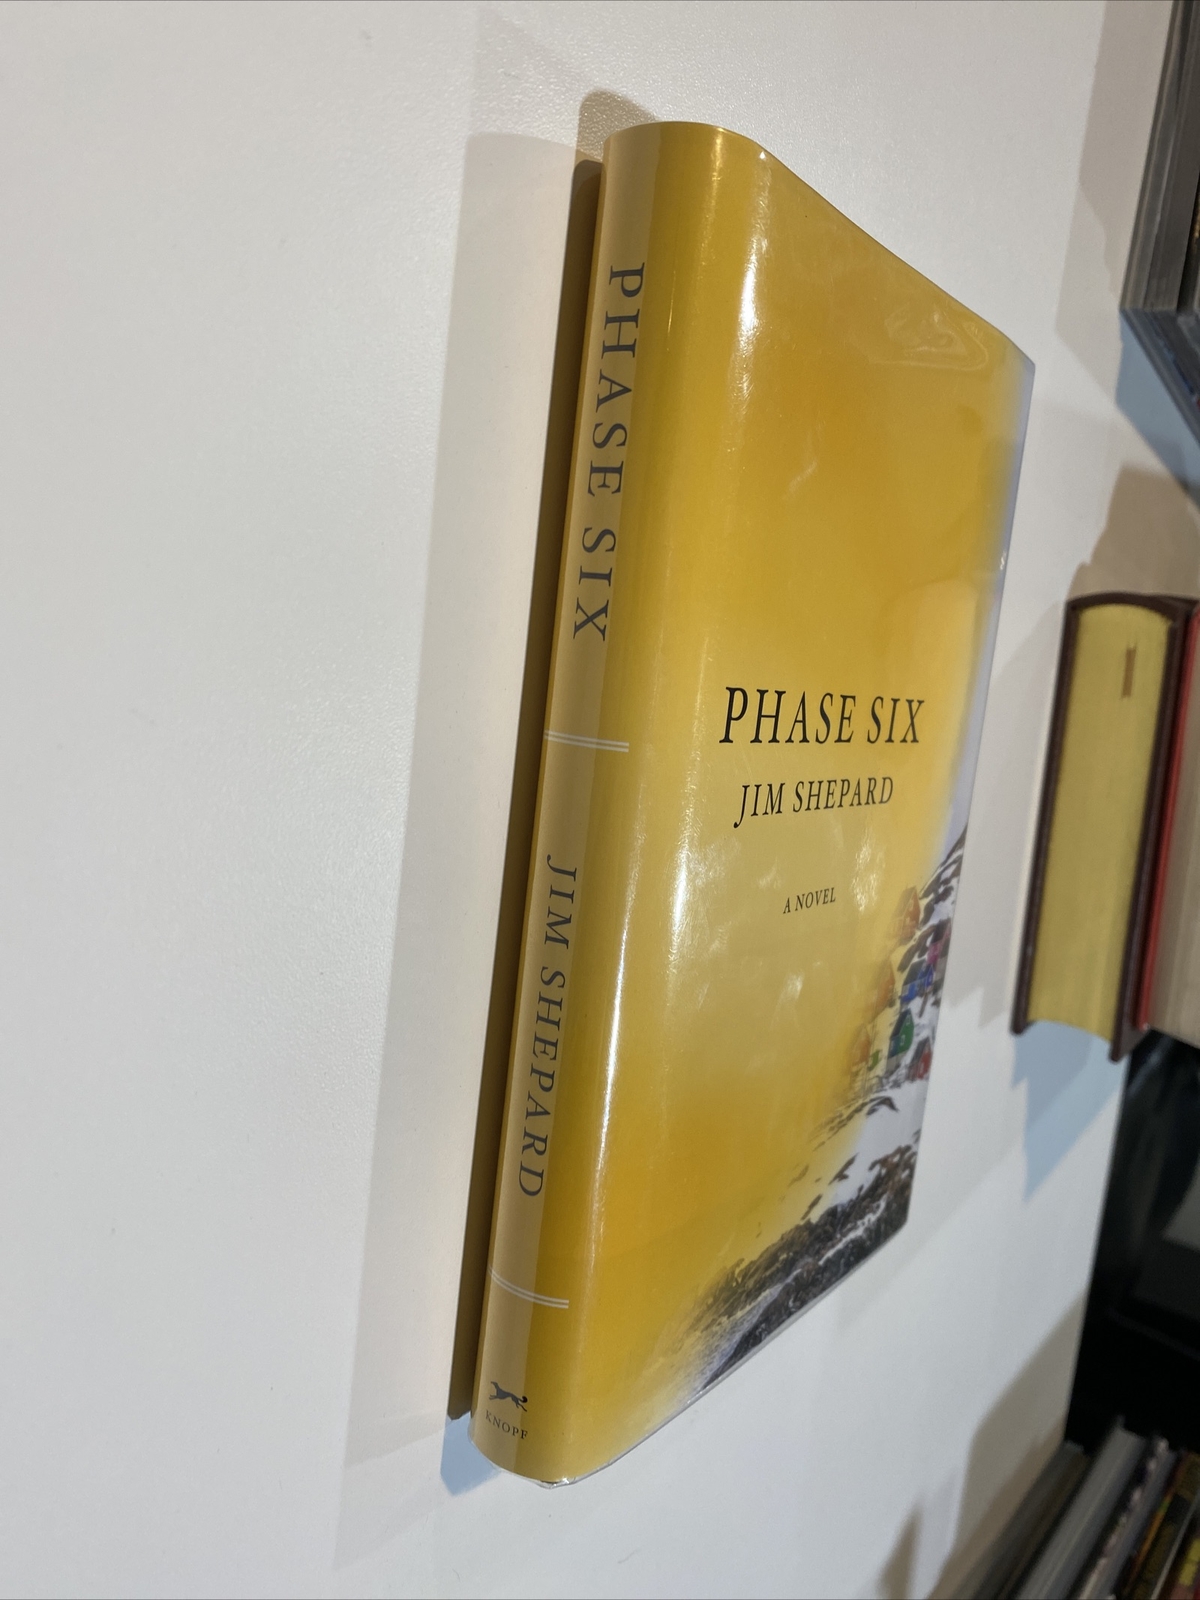 PHASE SIX
JIM SHEPARD
KNOPF
PHASE SIX
JIM SHEPARD
A NOVEL